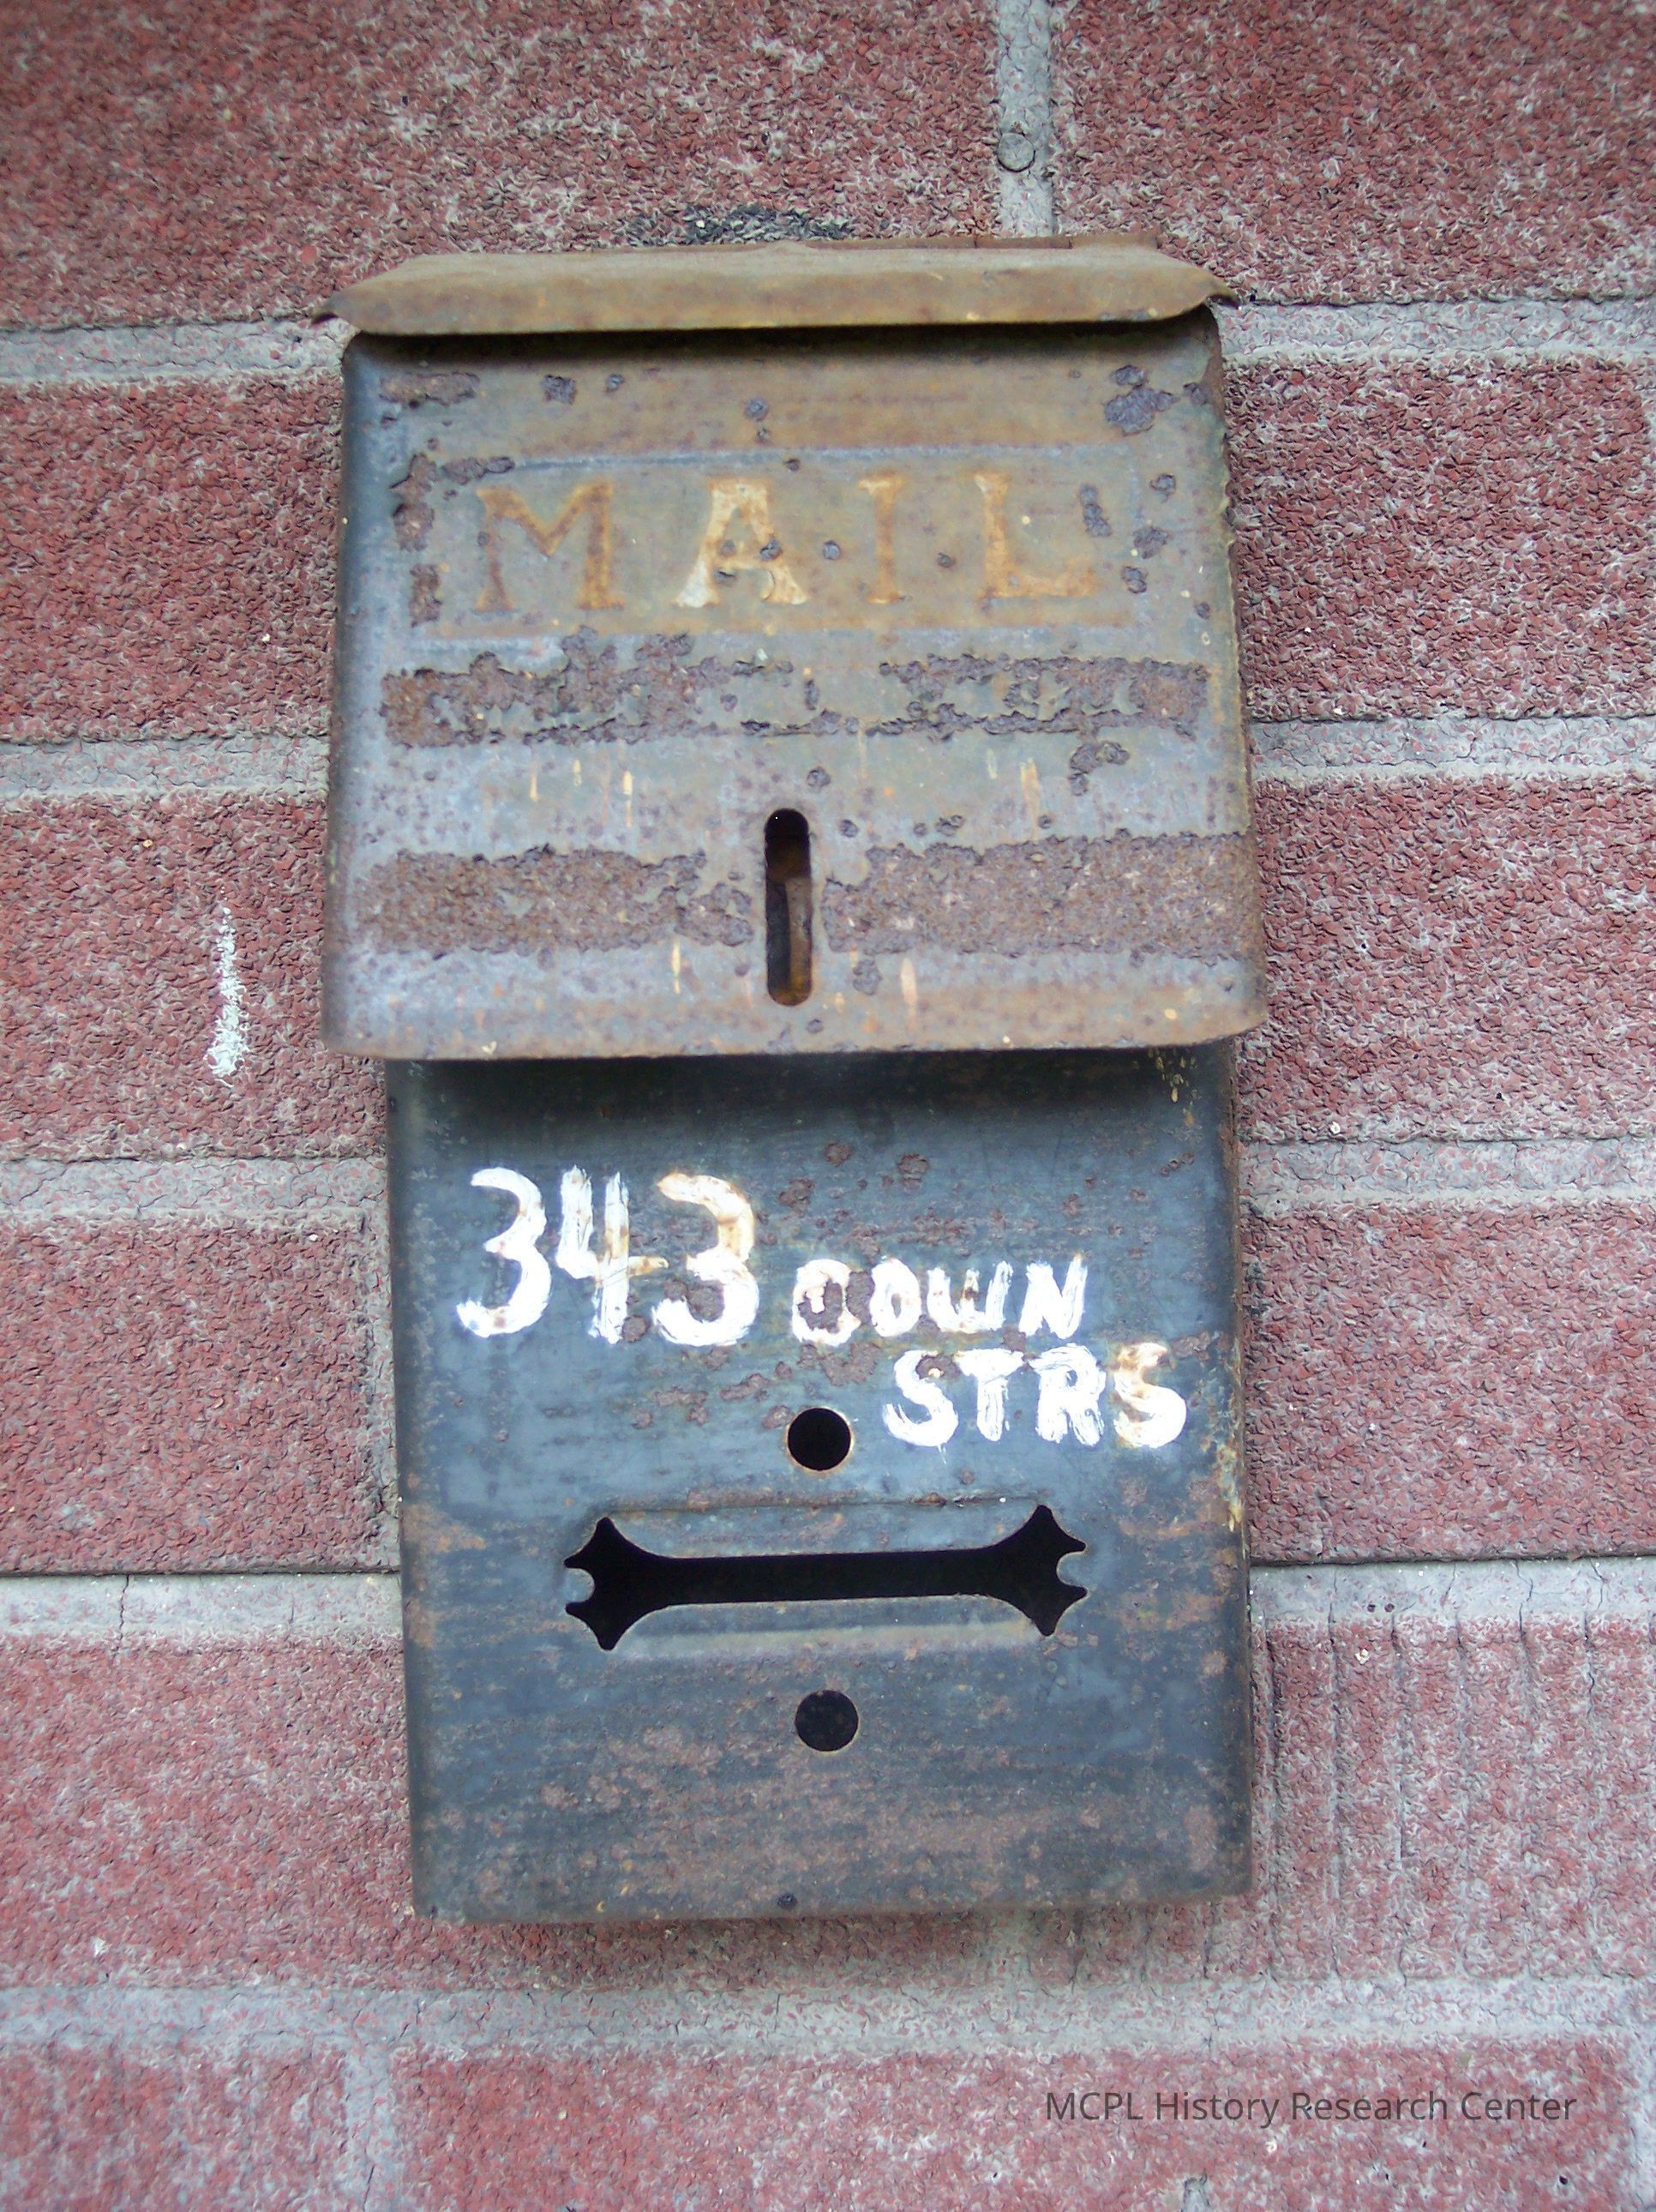 MAIL
343 DOWN
STRS
MCPL History Research Center